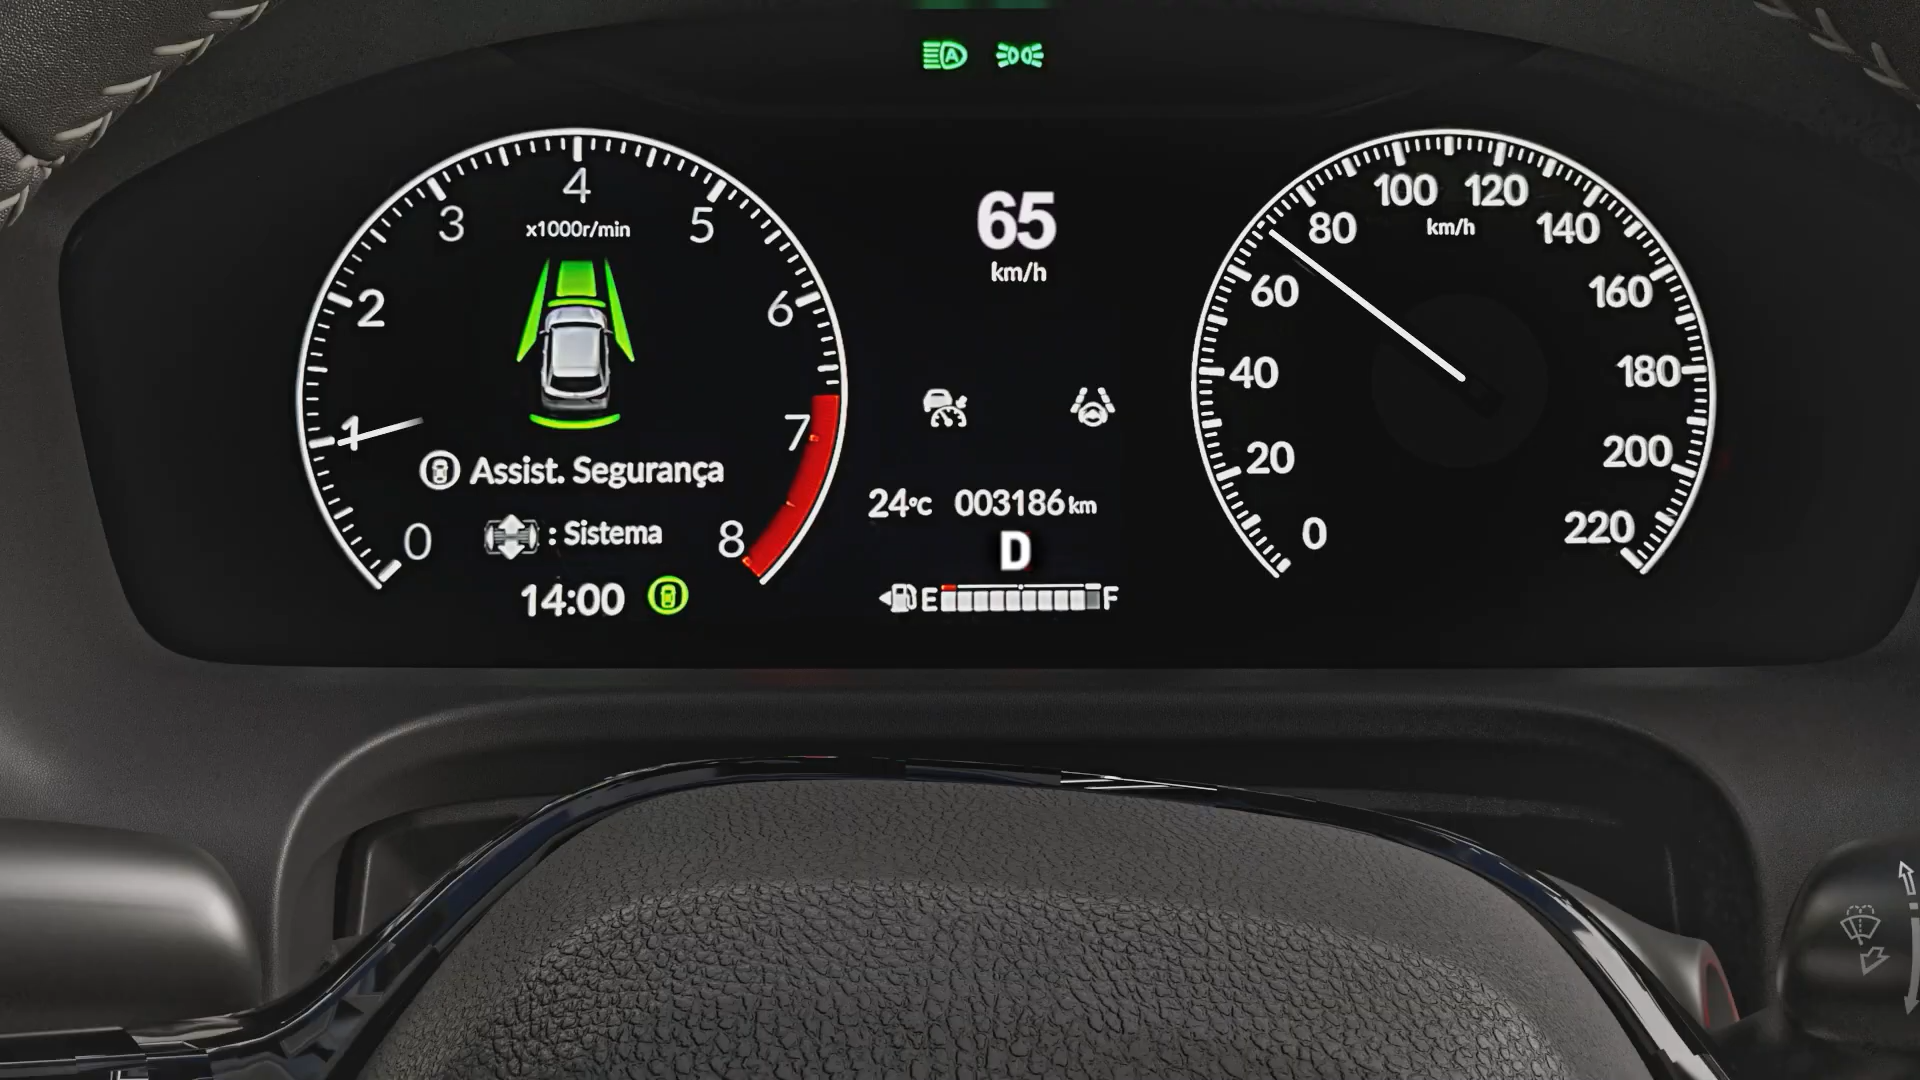 A
4
3
5
x1000r/min
2
6
1
7
Assist. Segurança
: Sistema
0
8
14:00
65
km/h
24°C 003186 km
D
E F
100 120
80 140
km/h
60 160
40 180
20 200
0 220